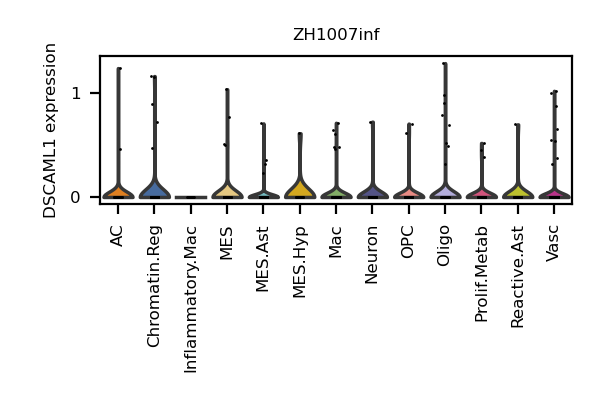 ZH1007inf
DSCAML1 expression
1
0
AC
Chromatin.Reg
Inflammatory.Mac
MES
MES.Ast
MES.Hyp
Mac
Neuron
OPC
Oligo
Prolif.Metab
Reactive.Ast
Vasc